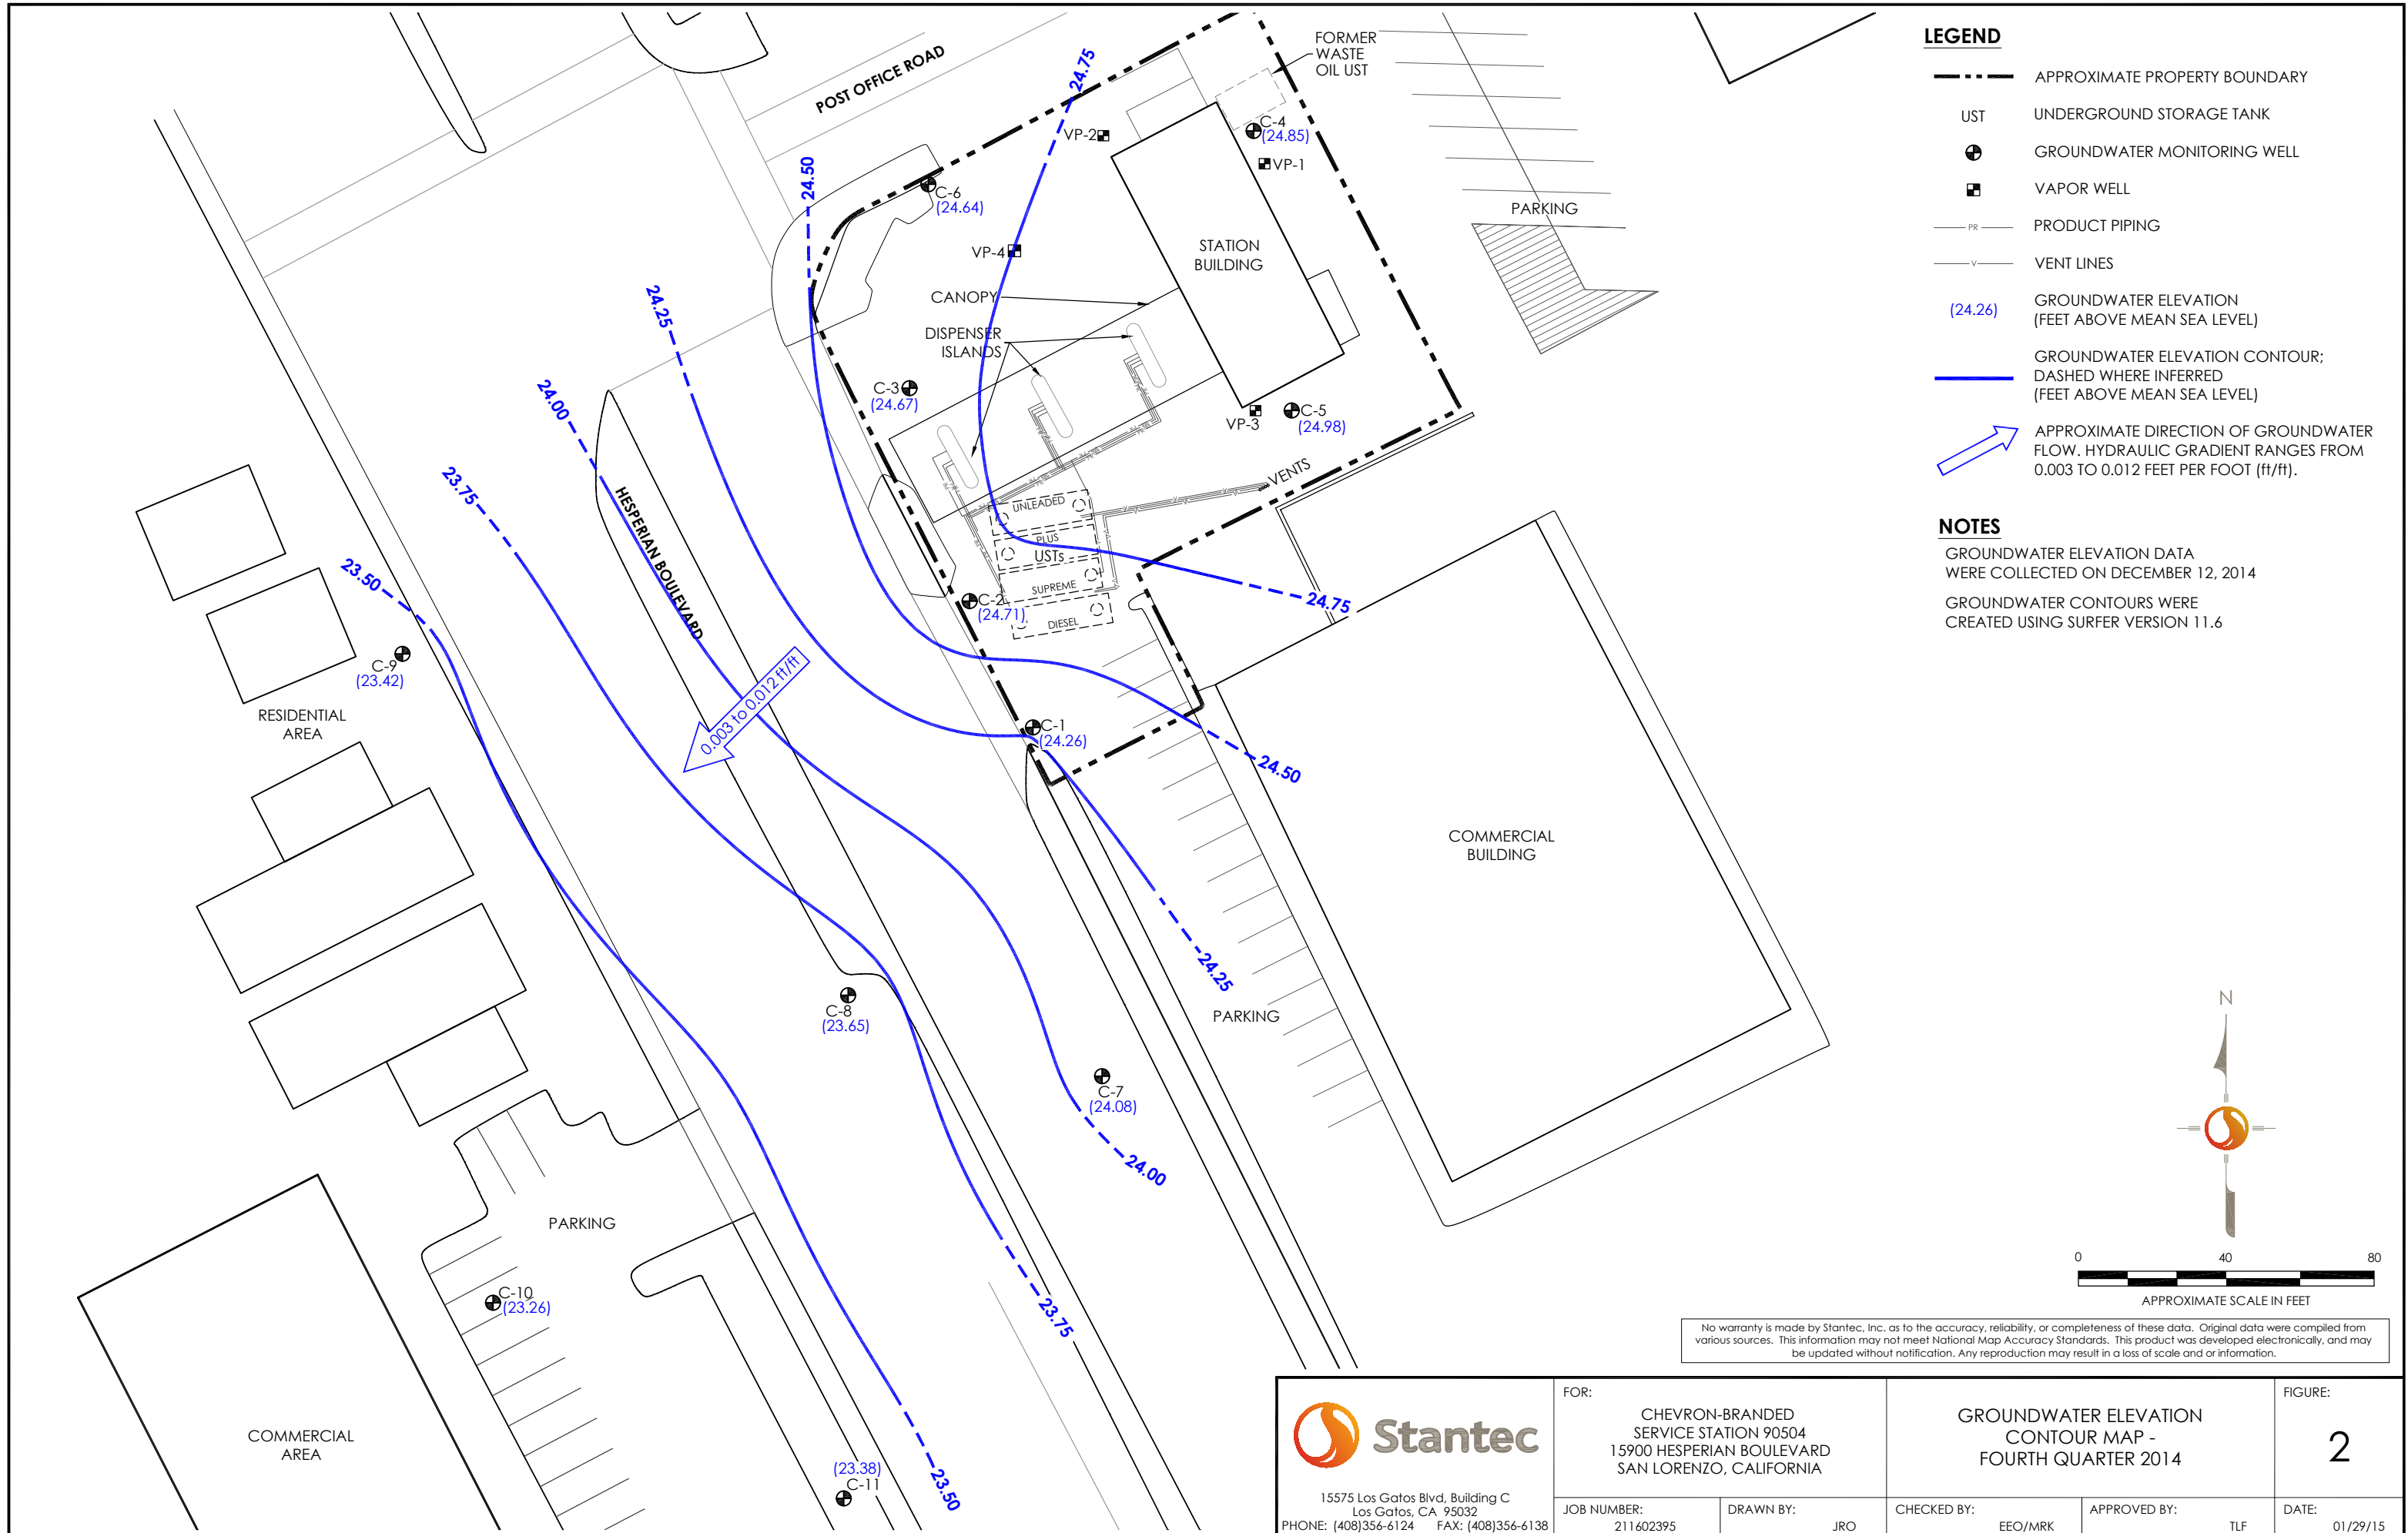 POST OFFICE ROAD
24.75
FORMER
WASTE
OIL UST
VP-2
C-4
(24.85)
VP-1
24.50
C-6
(24.64)
VP-4
STATION
BUILDING
PARKING
CANOPY
DISPENSER
ISLANDS
24.25
C-3
(24.67)
24.00
VP-3
C-5
(24.98)
23.75
HESPERIAN BOULEVARD
VENTS
UNLEADED
PLUS
USTs
SUPREME
DIESEL
23.50
C-2
(24.71)
24.75
C-9
(23.42)
RESIDENTIAL
AREA
0.003 to 0.012 ft/ft
C-1
(24.26)
24.50
COMMERCIAL
BUILDING
24.25
PARKING
C-8
(23.65)
C-7
(24.08)
24.00
PARKING
C-10
(23.26)
23.75
COMMERCIAL
AREA
(23.38)
C-11
23.50
LEGEND
APPROXIMATE PROPERTY BOUNDARY
UST UNDERGROUND STORAGE TANK
GROUNDWATER MONITORING WELL
VAPOR WELL
PR PRODUCT PIPING
V VENT LINES
(24.26) GROUNDWATER ELEVATION
(FEET ABOVE MEAN SEA LEVEL)
GROUNDWATER ELEVATION CONTOUR;
DASHED WHERE INFERRED
(FEET ABOVE MEAN SEA LEVEL)
APPROXIMATE DIRECTION OF GROUNDWATER
FLOW. HYDRAULIC GRADIENT RANGES FROM
0.003 TO 0.012 FEET PER FOOT (ft/ft).
NOTES
GROUNDWATER ELEVATION DATA
WERE COLLECTED ON DECEMBER 12, 2014
GROUNDWATER CONTOURS WERE
CREATED USING SURFER VERSION 11.6
N
0 40 80
APPROXIMATE SCALE IN FEET
No warranty is made by Stantec, Inc. as to the accuracy, reliability, or completeness of these data. Original data were compiled from
various sources. This information may not meet National Map Accuracy Standards. This product was developed electronically, and may
be updated without notification. Any reproduction may result in a loss of scale and or information.
Stantec
15575 Los Gatos Blvd, Building C
Los Gatos, CA 95032
PHONE: (408)356-6124 FAX: (408)356-6138
FOR:
CHEVRON-BRANDED
SERVICE STATION 90504
15900 HESPERIAN BOULEVARD
SAN LORENZO, CALIFORNIA
GROUNDWATER ELEVATION
CONTOUR MAP -
FOURTH QUARTER 2014
FIGURE:
2
JOB NUMBER:
211602395
DRAWN BY:
JRO
CHECKED BY:
EEO/MRK
APPROVED BY:
TLF
DATE:
01/29/15